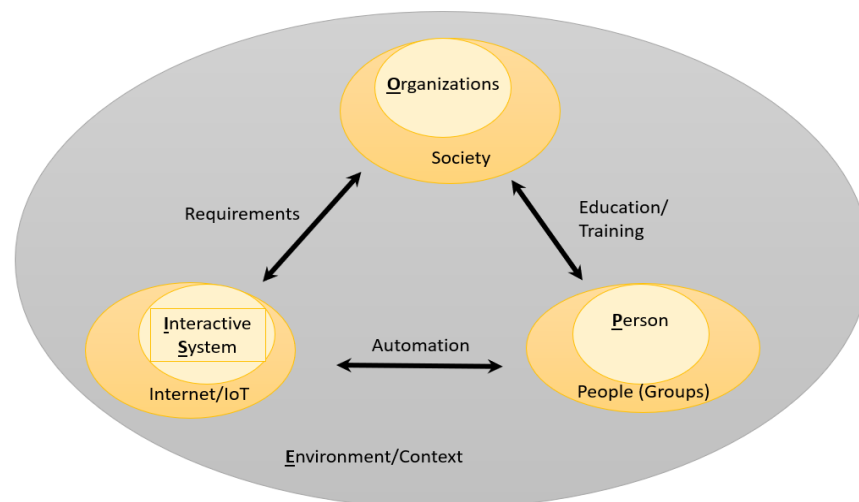 Organizations
Society
Requirements
Education/
Training
Interactive
System
Person
Automation
Internet/IoT
People (Groups)
Environment/Context